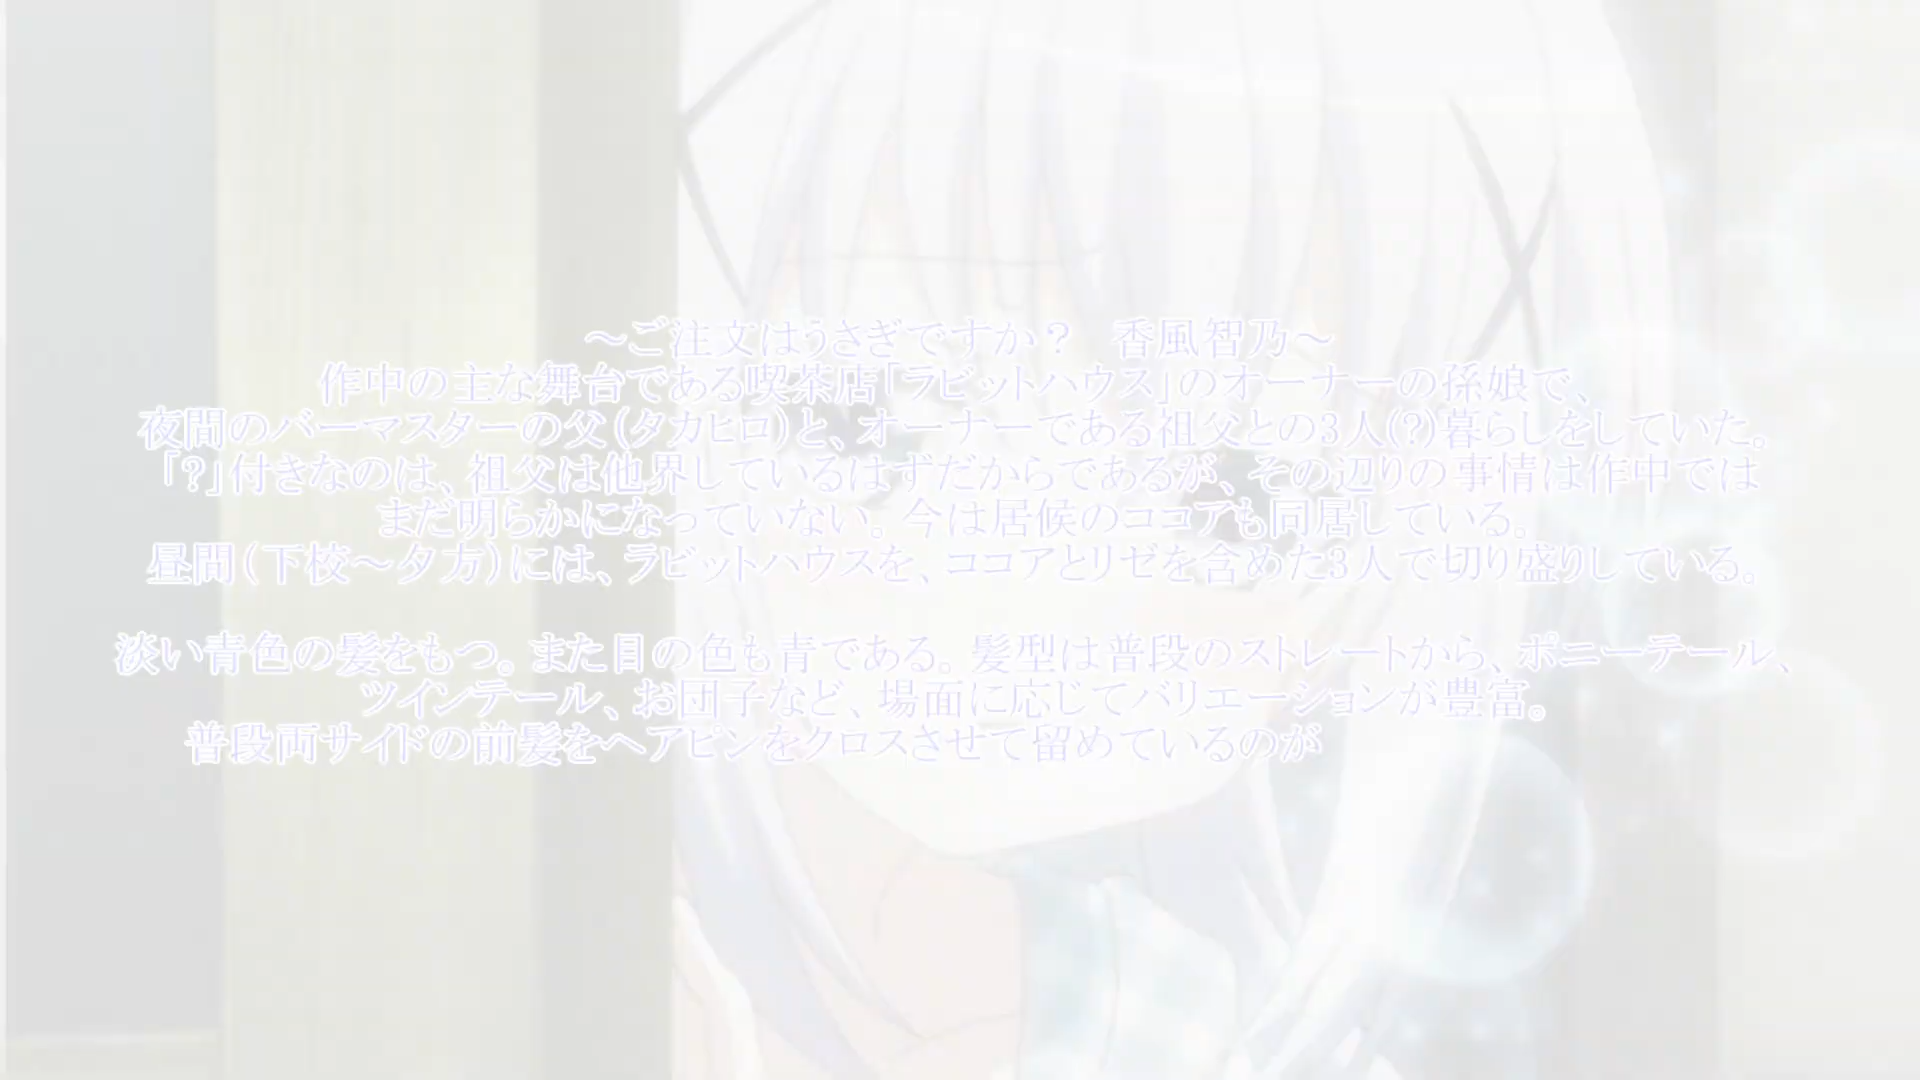 ～ご注文はうさぎですか？　香風智乃～
作中の主な舞台である喫茶店「ラビットハウス」のオーナーの孫娘で、
夜間のバーマスターの父（タカヒロ）と、オーナーである祖父との3人(?)暮らしをしていた。
「?」付きなのは、祖父は他界しているはずだからであるが、その辺りの事情は作中では
まだ明らかになっていない。今は居候のココアも同居している。
昼間（下校～夕方）には、ラビットハウスを、ココアとリゼを含めた3人で切り盛りしている。
淡い青色の髪をもつ。また目の色も青である。髪型は普段のストレートから、ポニーテール、
ツインテール、お団子など、場面に応じてバリエーションが豊富。
普段両サイドの前髪をヘアピンをクロスさせて留めているのが